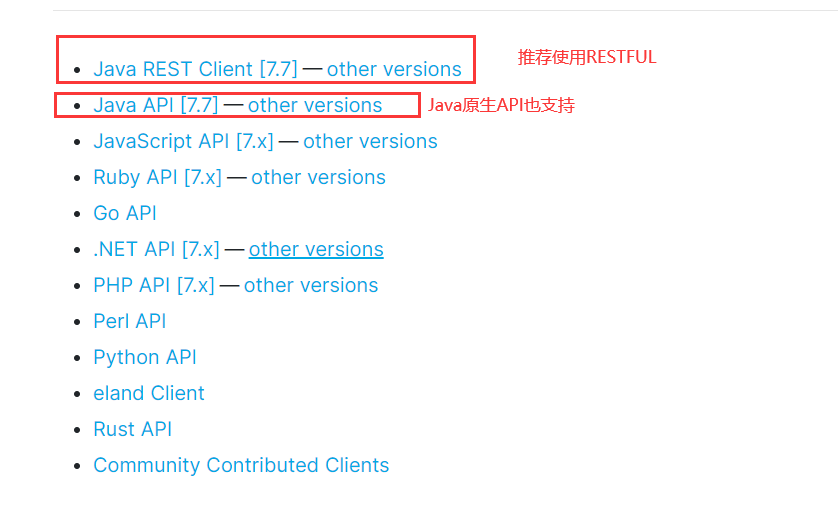 Java REST Client [7.7] — other versions 推荐使用RESTFUL
Java API [7.7] — other versions Java原生API也支持
JavaScript API [7.x] — other versions
Ruby API [7.x] — other versions
Go API
.NET API [7.x] — other versions
PHP API [7.x] — other versions
Perl API
Python API
eland Client
Rust API
Community Contributed Clients